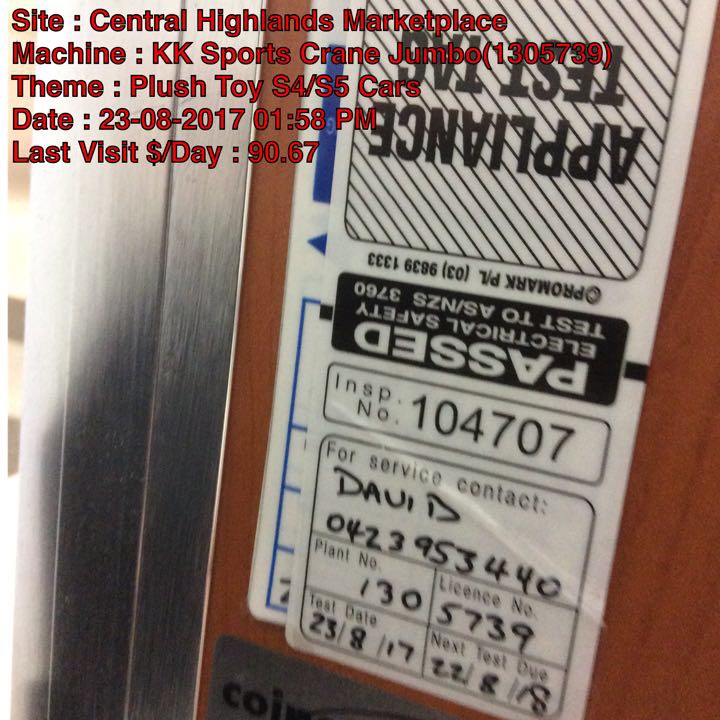 Site : Central Highlands Marketplace
Machine : KK Sports Crane Jumbo(1305739)
Theme : Plush Toy S4/S5 Cars
Date : 23-08-2017 01:58 PM
Last Visit $/Day : 90.67
APPLIANCE
TEST TAG
©PROMARK P/L (03) 9839 1333
PASSED
ELECTRICAL SAFETY
TEST TO AS/NZS 3760
Insp. No. 104707
For service contact:
DAVID
0423953440
Plant No. Licence No.
130 5739
Test Date Next Test Due
23/8/17 22/8/18